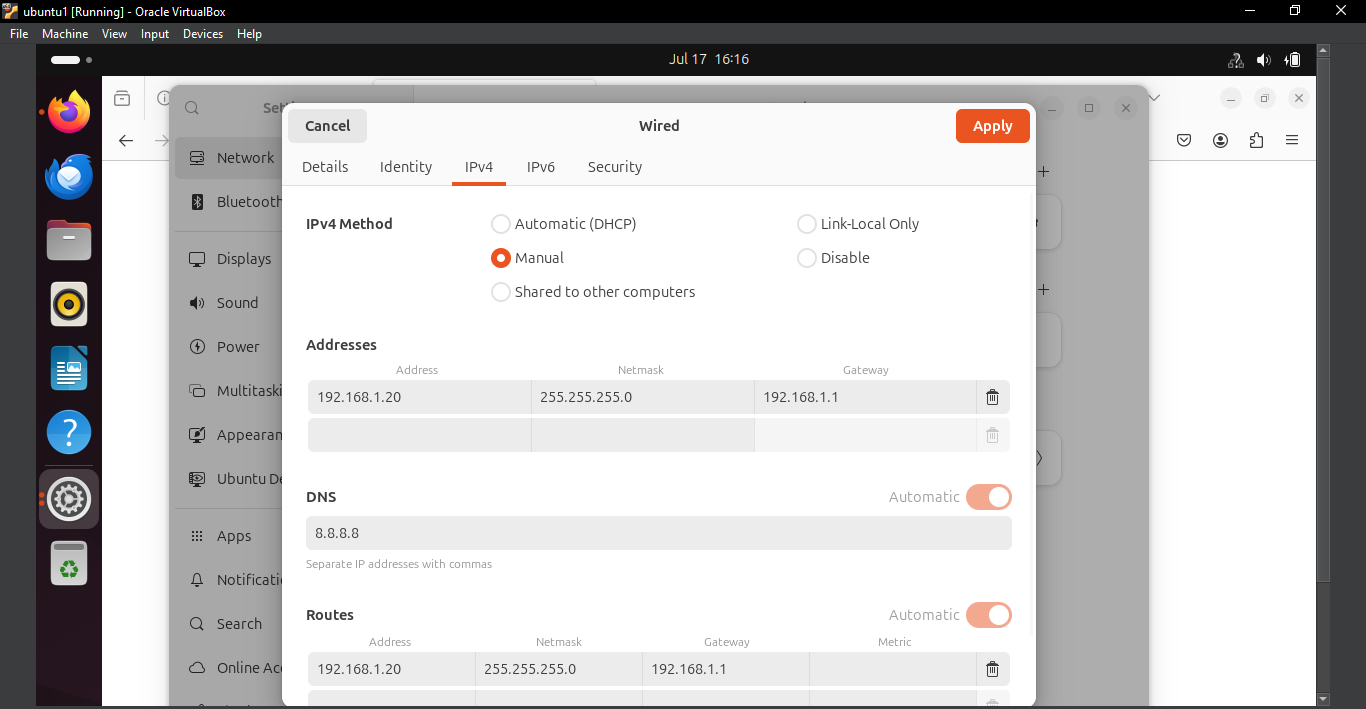 ubuntu1 [Running] - Oracle VirtualBox
File Machine View Input Devices Help
Jul 17 16:16
Cancel Wired Apply
Details Identity IPv4 IPv6 Security
Network
Bluetooth
Displays
Sound
Power
Multitaski
Appearan
Ubuntu De
Apps
Notificatio
Search
Online Acc
IPv4 Method
Automatic (DHCP) Link-Local Only
Manual Disable
Shared to other computers
Addresses
Address Netmask Gateway
192.168.1.20 255.255.255.0 192.168.1.1
DNS Automatic
8.8.8.8
Separate IP addresses with commas
Routes Automatic
Address Netmask Gateway Metric
192.168.1.20 255.255.255.0 192.168.1.1